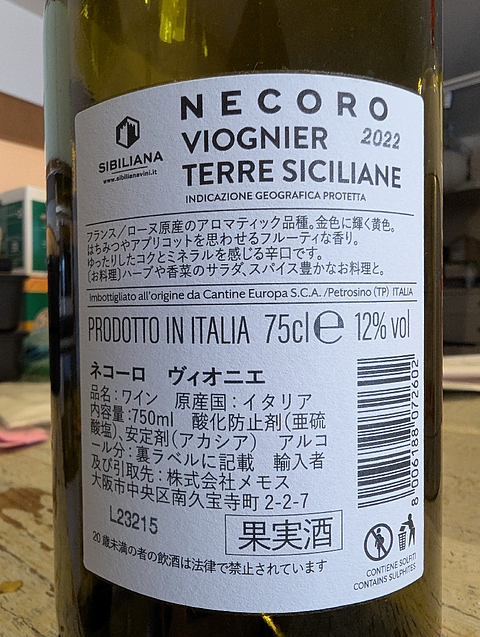 NECORO
VIOGNIER 2022
TERRE SICILIANE
INDICAZIONE GEOGRAFICA PROTETTA
SIBILIANA
www.sibilianavini.it
フランス／ローヌ原産のアロマティック品種。金色に輝く黄色。
はちみつやアプリコットを思わせるフルーティな香り。
ゆったりしたコクとミネラルを感じる辛口です。
(お料理)ハーブや香菜のサラダ、スパイス豊かなお料理と。
Imbottigliato all'origine da Cantine Europa S.C.A. /Petrosino (TP) ITALIA
PRODOTTO IN ITALIA 75cl e 12% vol
ネコーロ ヴィオニエ
品名：ワイン 原産国：イタリア
内容量:750ml 酸化防止剤(亜硫
酸塩)、安定剤(アカシア) アルコ
ール分：裏ラベルに記載 輸入者
及び引取先：株式会社メモス
大阪市中央区南久宝寺町 2-2-7
L23215
果実酒
20歳未満の者の飲酒は法律で禁止されています
8 006188 072602
CONTIENE SOLFITI
CONTAINS SULPHITES